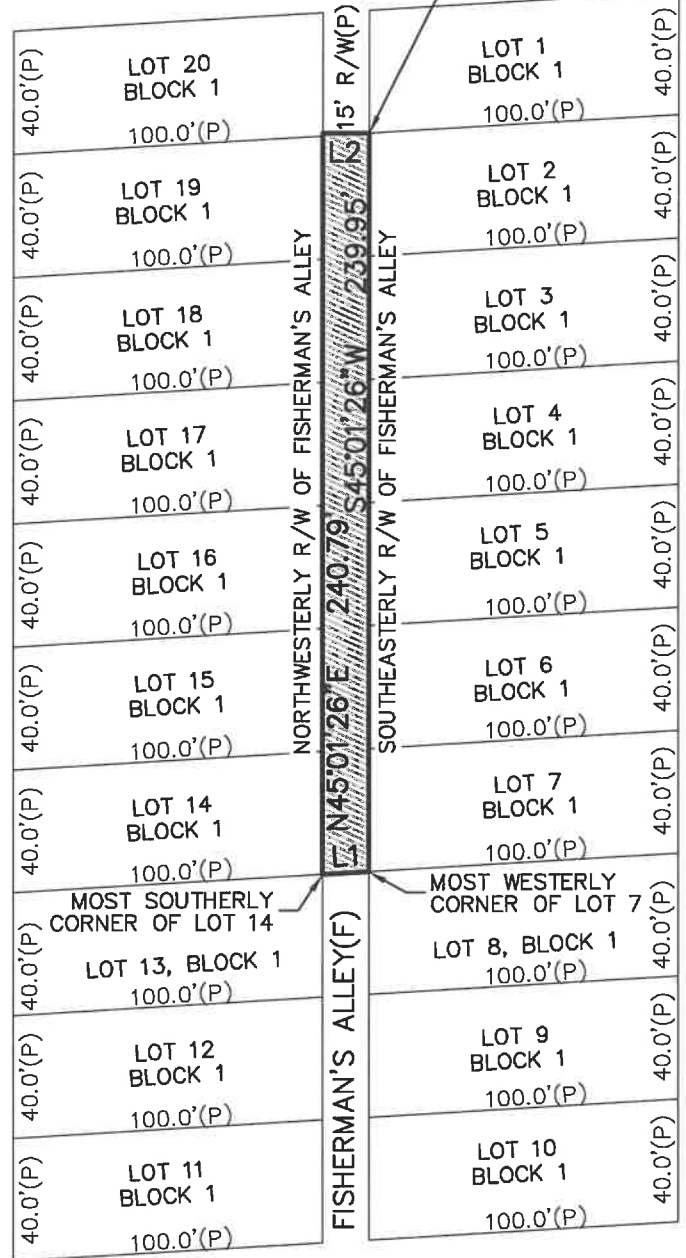 40.0'(P)
LOT 20
BLOCK 1
100.0'(P)
15' R/W(P)
LOT 1
BLOCK 1
100.0'(P)
40.0'(P)
40.0'(P)
LOT 19
BLOCK 1
100.0'(P)
L2
LOT 2
BLOCK 1
100.0'(P)
40.0'(P)
40.0'(P)
LOT 18
BLOCK 1
100.0'(P)
LOT 3
BLOCK 1
100.0'(P)
40.0'(P)
40.0'(P)
LOT 17
BLOCK 1
100.0'(P)
NORTHWESTERLY R/W OF FISHERMAN'S ALLEY
N45°01'26"E 240.79'
S45°01'26"W 239.95'
SOUTHEASTERLY R/W OF FISHERMAN'S ALLEY
LOT 4
BLOCK 1
100.0'(P)
40.0'(P)
40.0'(P)
LOT 16
BLOCK 1
100.0'(P)
LOT 5
BLOCK 1
100.0'(P)
40.0'(P)
40.0'(P)
LOT 15
BLOCK 1
100.0'(P)
LOT 6
BLOCK 1
100.0'(P)
40.0'(P)
40.0'(P)
LOT 14
BLOCK 1
100.0'(P)
L1
LOT 7
BLOCK 1
100.0'(P)
40.0'(P)
MOST SOUTHERLY
CORNER OF LOT 14
MOST WESTERLY
CORNER OF LOT 7
40.0'(P)
LOT 13, BLOCK 1
100.0'(P)
FISHERMAN'S ALLEY(F)
LOT 8, BLOCK 1
100.0'(P)
40.0'(P)
40.0'(P)
LOT 12
BLOCK 1
100.0'(P)
LOT 9
BLOCK 1
100.0'(P)
40.0'(P)
40.0'(P)
LOT 11
BLOCK 1
100.0'(P)
LOT 10
BLOCK 1
100.0'(P)
40.0'(P)